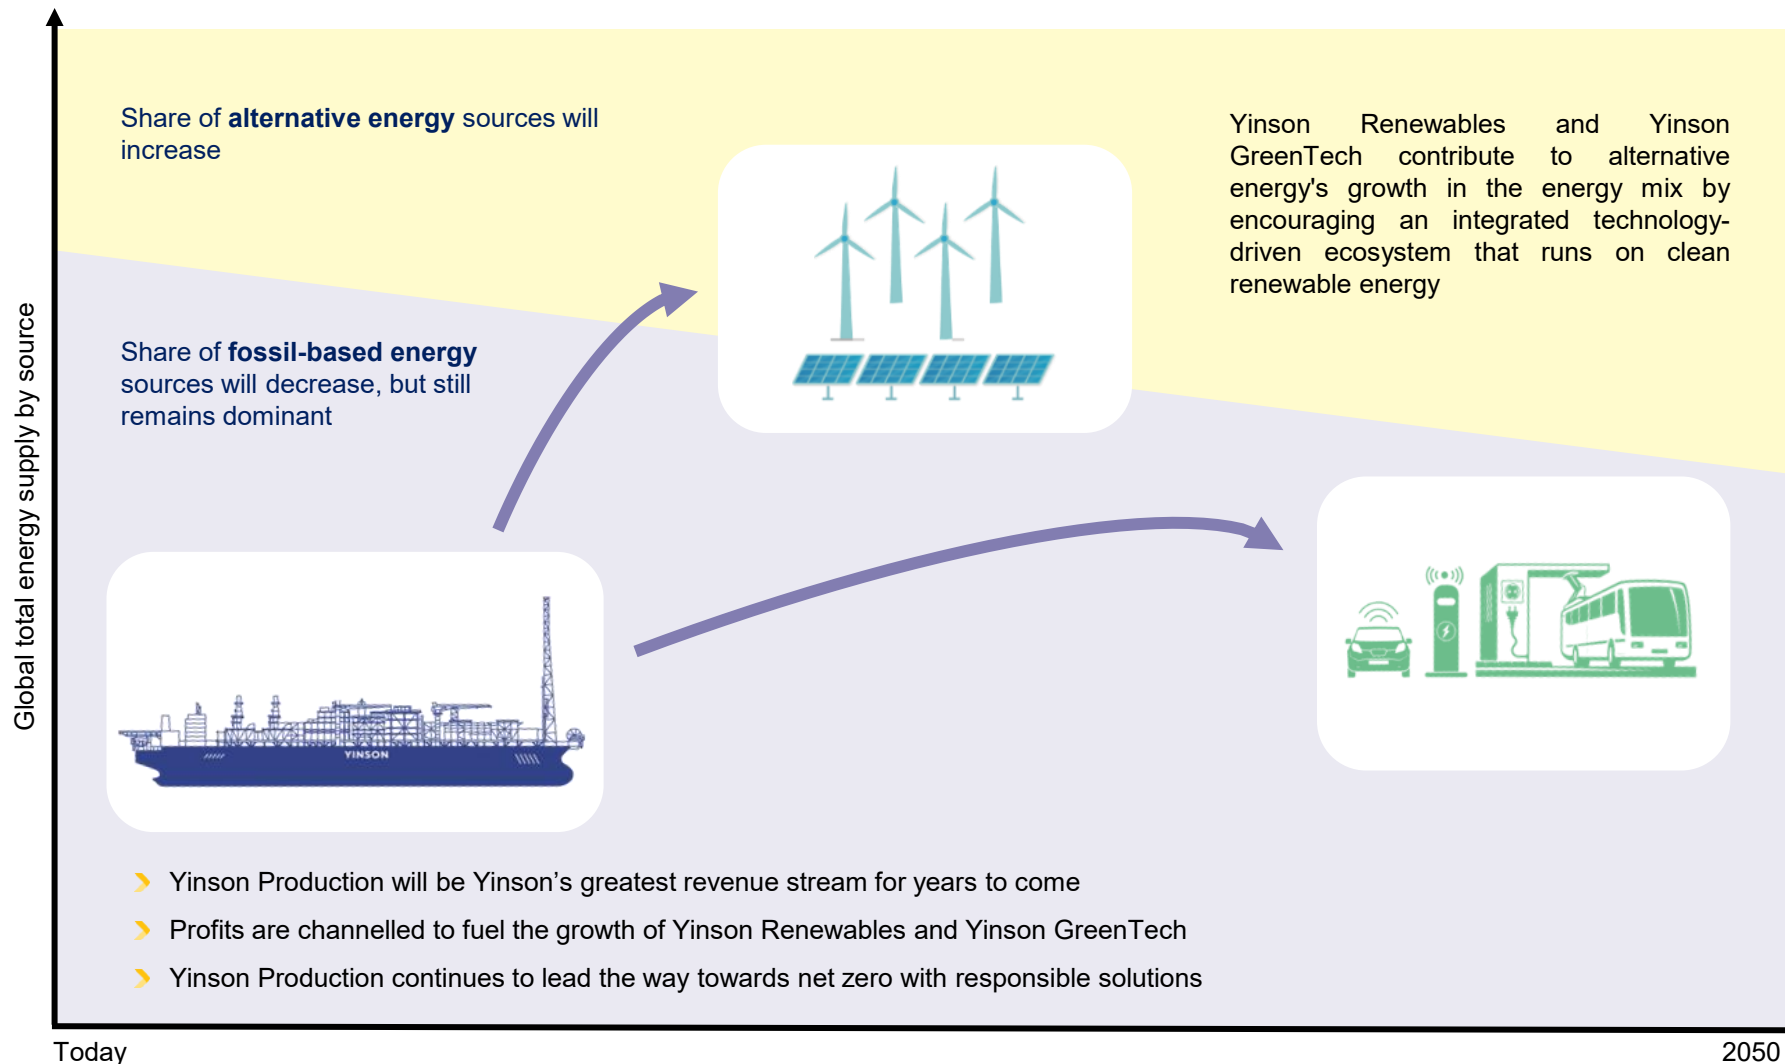 Share of alternative energy sources will
increase
Yinson Renewables and Yinson
GreenTech contribute to alternative
energy's growth in the energy mix by
encouraging an integrated technology-
driven ecosystem that runs on clean
renewable energy
Global total energy supply by source
Share of fossil-based energy
sources will decrease, but still
remains dominant
YINSON
Yinson Production will be Yinson’s greatest revenue stream for years to come
Profits are channelled to fuel the growth of Yinson Renewables and Yinson GreenTech
Yinson Production continues to lead the way towards net zero with responsible solutions
Today
2050